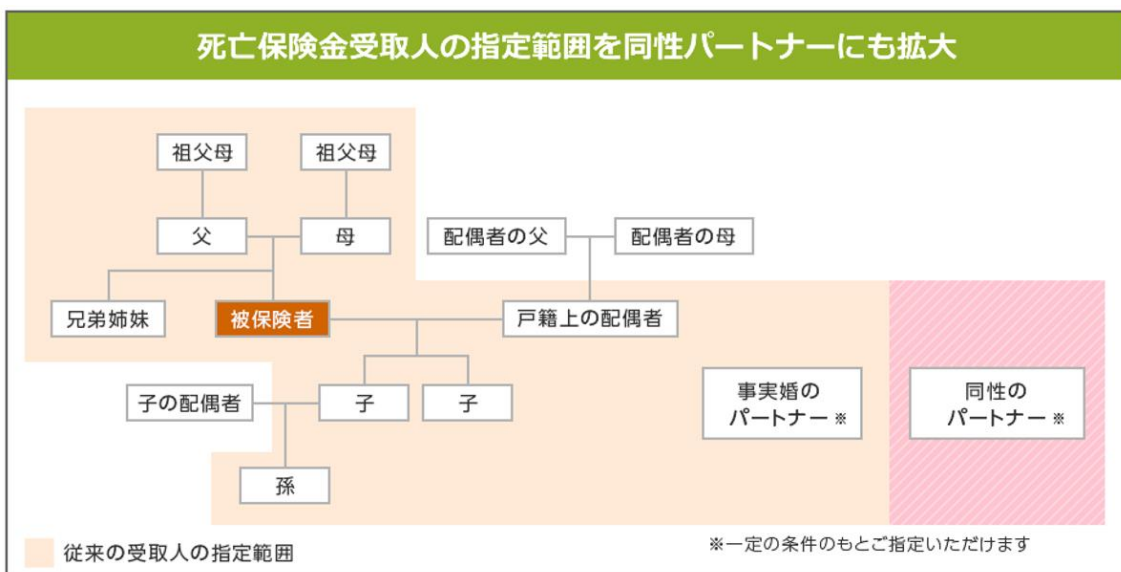 死亡保険金受取人の指定範囲を同性パートナーにも拡大
祖父母
祖父母
父
母
配偶者の父
配偶者の母
兄弟姉妹
被保険者
戸籍上の配偶者
子の配偶者
子
子
事実婚の
パートナー※
同性の
パートナー※
孫
従来の受取人の指定範囲
※一定の条件のもとご指定いただけます